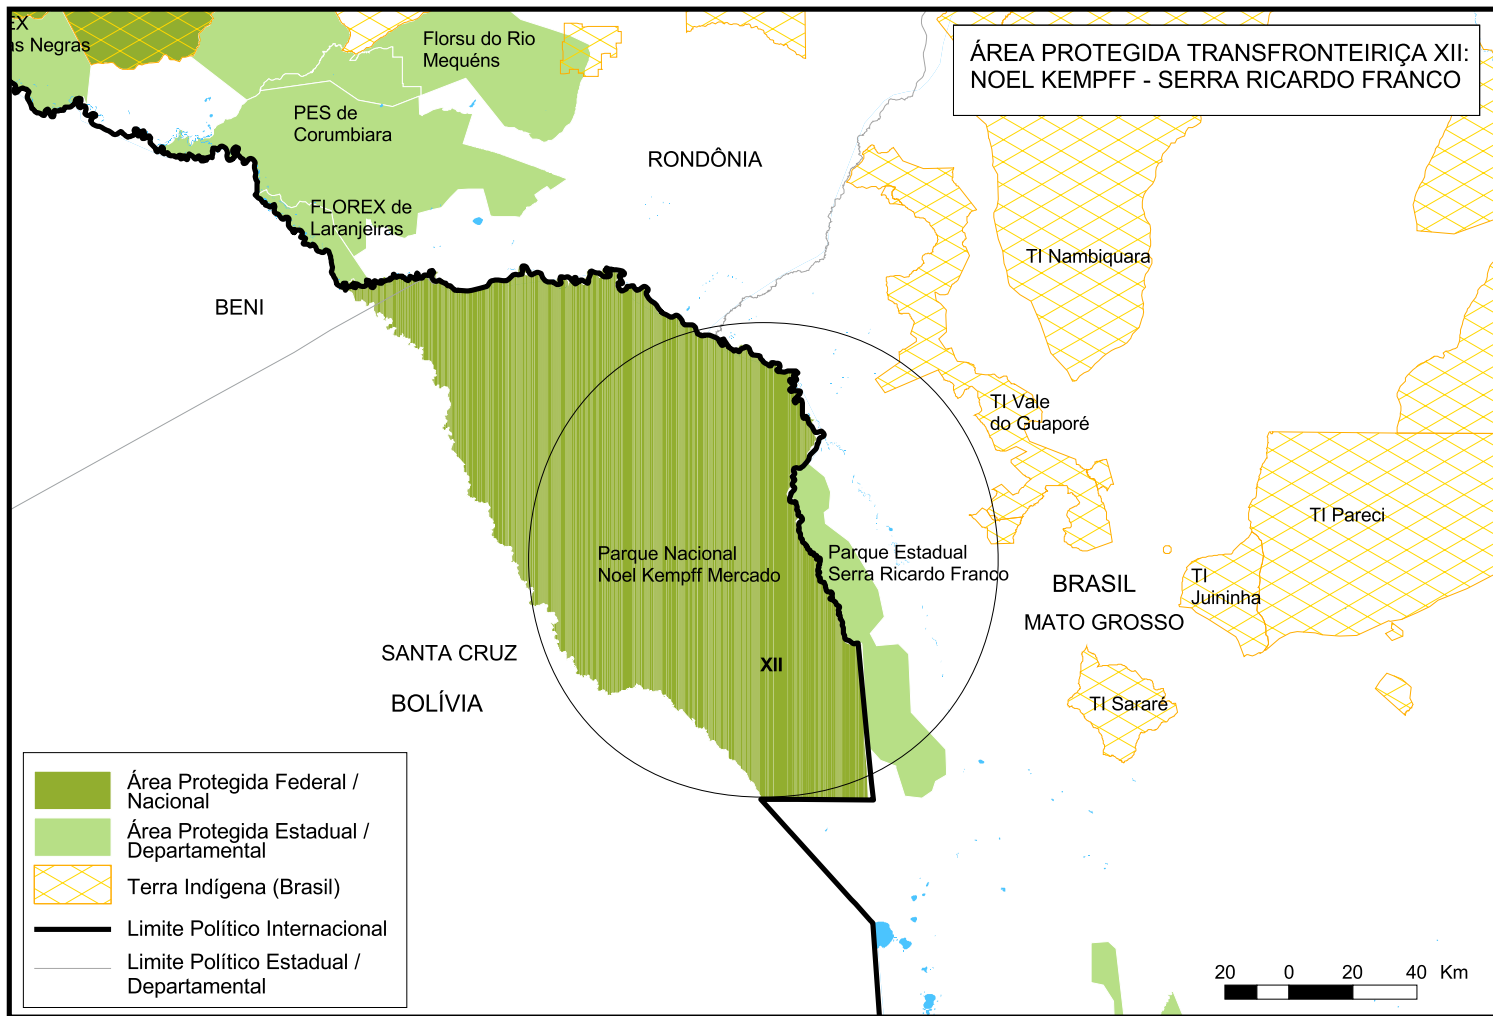 EX
as Negras
Florsu do Rio
Mequéns
ÁREA PROTEGIDA TRANSFRONTEIRIÇA XII:
NOEL KEMPFF - SERRA RICARDO FRANCO
PES de
Corumbiara
RONDÔNIA
FLOREX de
Laranjeiras
TI Nambiquara
BENI
TI Vale
do Guaporé
TI Pareci
Parque Nacional
Noel Kempff Mercado
Parque Estadual
Serra Ricardo Franco
BRASIL
TI
Juininha
MATO GROSSO
SANTA CRUZ
XII
BOLÍVIA
TI Sararé
Área Protegida Federal /
Nacional
Área Protegida Estadual /
Departamental
Terra Indígena (Brasil)
Limite Político Internacional
Limite Político Estadual /
Departamental
20 0 20 40 Km